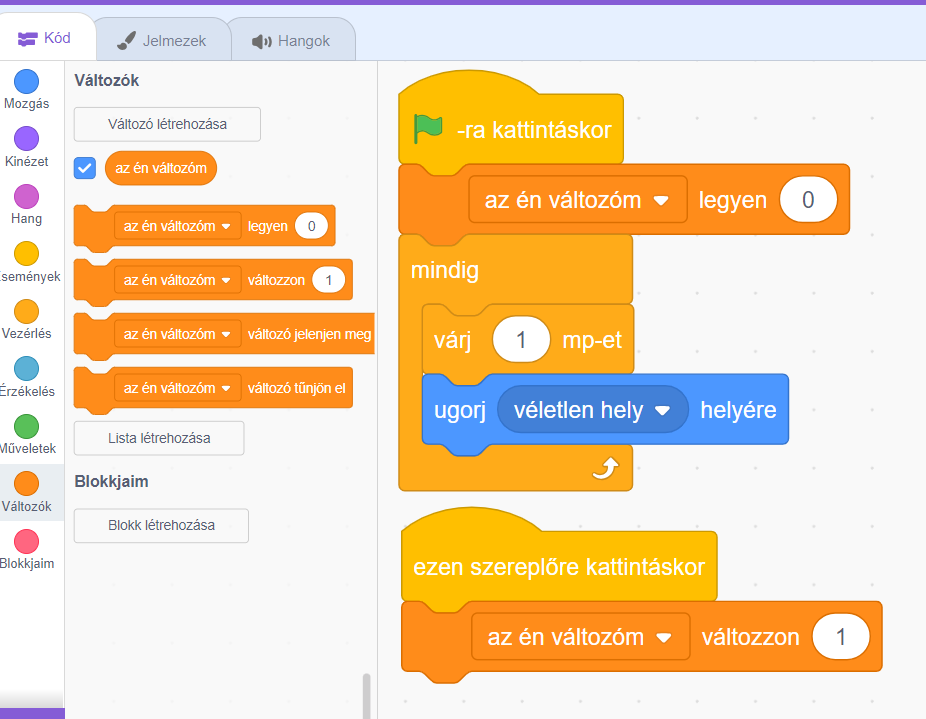 Kód
Jelmezek
Hangok
Mozgás
Kinézet
Hang
Események
Vezérlés
Érzékelés
Műveletek
Változók
Blokkjaim
Változók
Változó létrehozása
az én változóm
az én változóm legyen 0
az én változóm változzon 1
az én változóm változó jelenjen meg
az én változóm változó tűnjön el
Lista létrehozása
Blokkjaim
Blokk létrehozása
-ra kattintáskor
az én változóm legyen 0
mindig
várj 1 mp-et
ugorj véletlen hely helyére
ezen szereplőre kattintáskor
az én változóm változzon 1